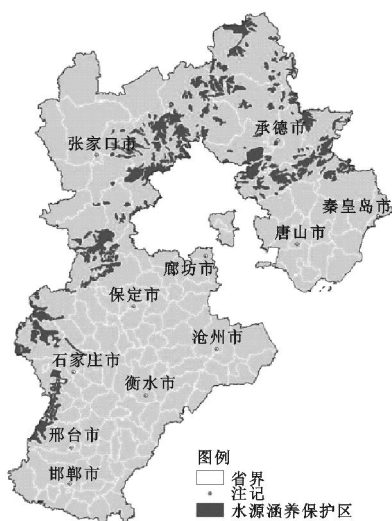 承德市
张家口市
秦皇岛市
唐山市
廊坊市
保定市
沧州市
石家庄市
衡水市
邢台市
邯郸市
图例
省界
注记
水源涵养保护区